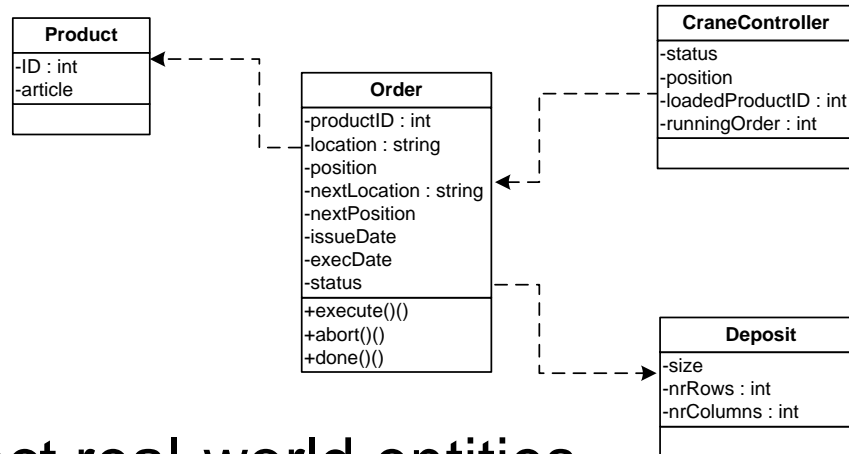 Product
-ID : int
-article
Order
-productID : int
-location : string
-position
-nextLocation : string
-nextPosition
-issueDate
-execDate
-status
+execute()()
+abort()()
+done()()
CraneController
-status
-position
-loadedProductID : int
-runningOrder : int
Deposit
-size
-nrRows : int
-nrColumns : int
real-world entities